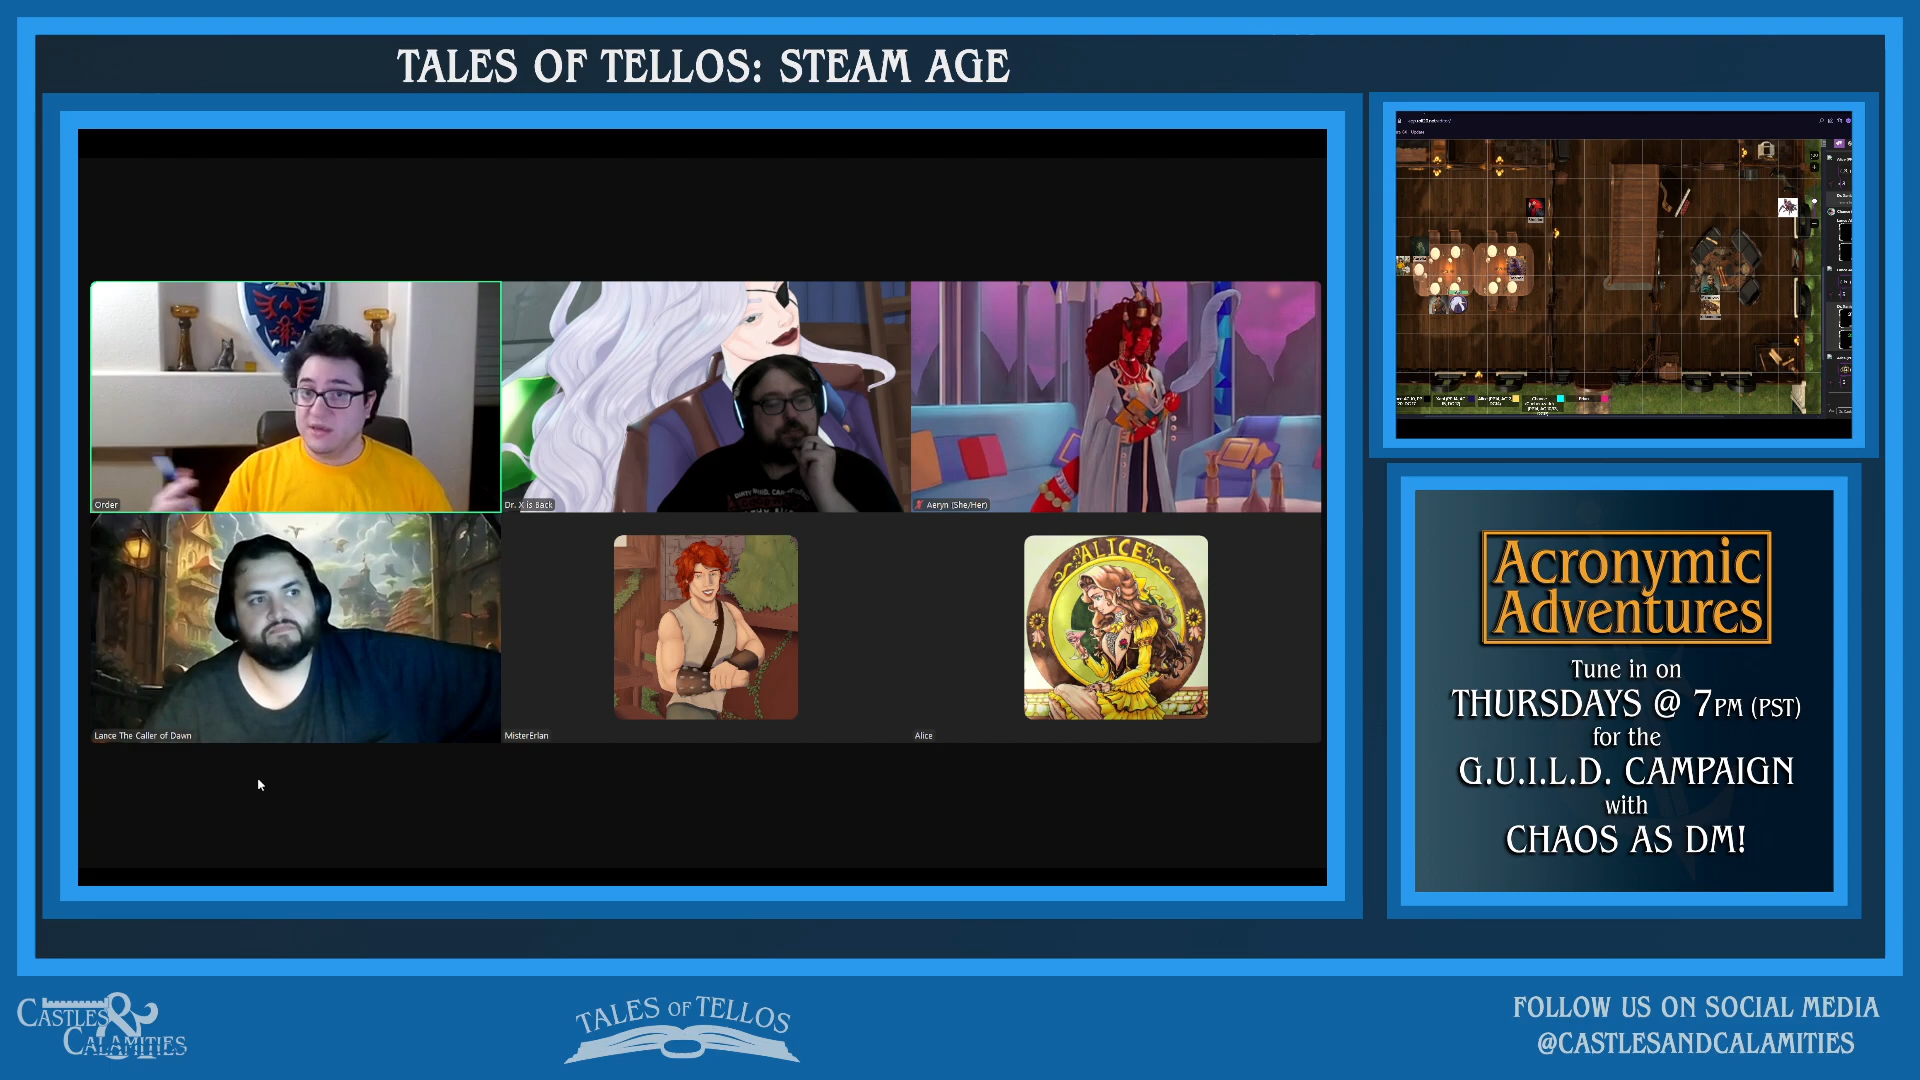 TALES OF TELLOS: STEAM AGE
Order
Dr. X is Back
Aeryn (She/Her)
Lance The Caller of Dawn
MisterErlan
ALICE
Alice
Update
Acronymic
Adventures
Tune in on
THURSDAYS @ 7PM (PST)
for the
G.U.I.L.D. CAMPAIGN
with
CHAOS AS DM!
CASTLES &
CALAMITIES
TALES OF TELLOS
FOLLOW US ON SOCIAL MEDIA
@CASTLESANDCALAMITIES